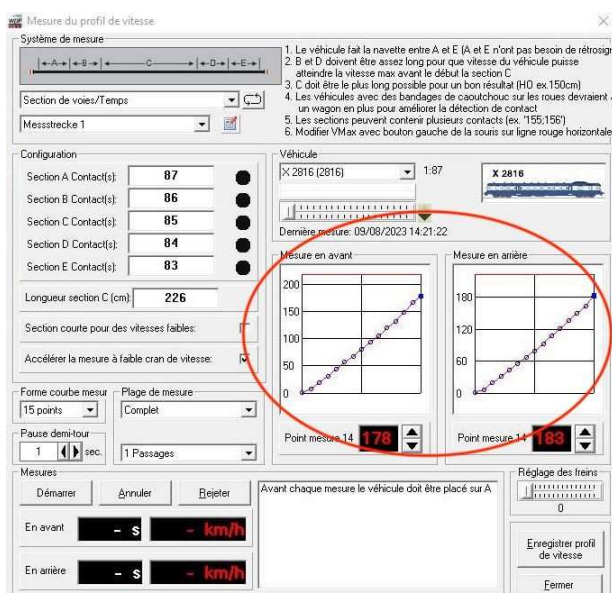 Mesure du profil de vitesse
Système de mesure
A B C D E
1. Le véhicule fait la navette entre A et E (A et E n'ont pas besoin de rétrosign
2. B et D doivent être assez long pour que vitesse du véhicule puisse
atteindre la vitesse max avant le début la section C
3. C doit être le plus long possible pour un bon résultat (HO ex.150cm)
4. Les véhicules avec des bandages de caoutchouc sur les roues devraient
un wagon en plus pour améliorer la détection de contact
5. Les sections peuvent contenir plusieurs contacts (ex. '155;156')
6. Modifier VMax avec bouton gauche de la souris sur ligne rouge horizontale
Section de voies/Temps
Messstrecke 1
Configuration
Section A Contact(s): 87
Section B Contact(s): 86
Section C Contact(s): 85
Section D Contact(s): 84
Section E Contact(s): 83
Longueur section C (cm): 226
Section courte pour des vitesses faibles:
Accélérer la mesure à faible cran de vitesse:
Véhicule
X 2816 (2816) 1:87
X 2816
Dernière mesure: 09/08/2023 14:21:22
Mesure en avant
200
150
100
50
0
Point mesure 14 178
Mesure en arrière
180
120
60
0
Point mesure 14 183
Forme courbe mesur
15 points
Plage de mesure
Complet
Pause demi-tour
1 sec.
1 Passages
Mesures
Démarrer Annuler Rejeter
En avant - s - km/h
En arrière - s - km/h
Avant chaque mesure le véhicule doit être placé sur A
Réglage des freins
0
Enregistrer profil
de vitesse
Fermer